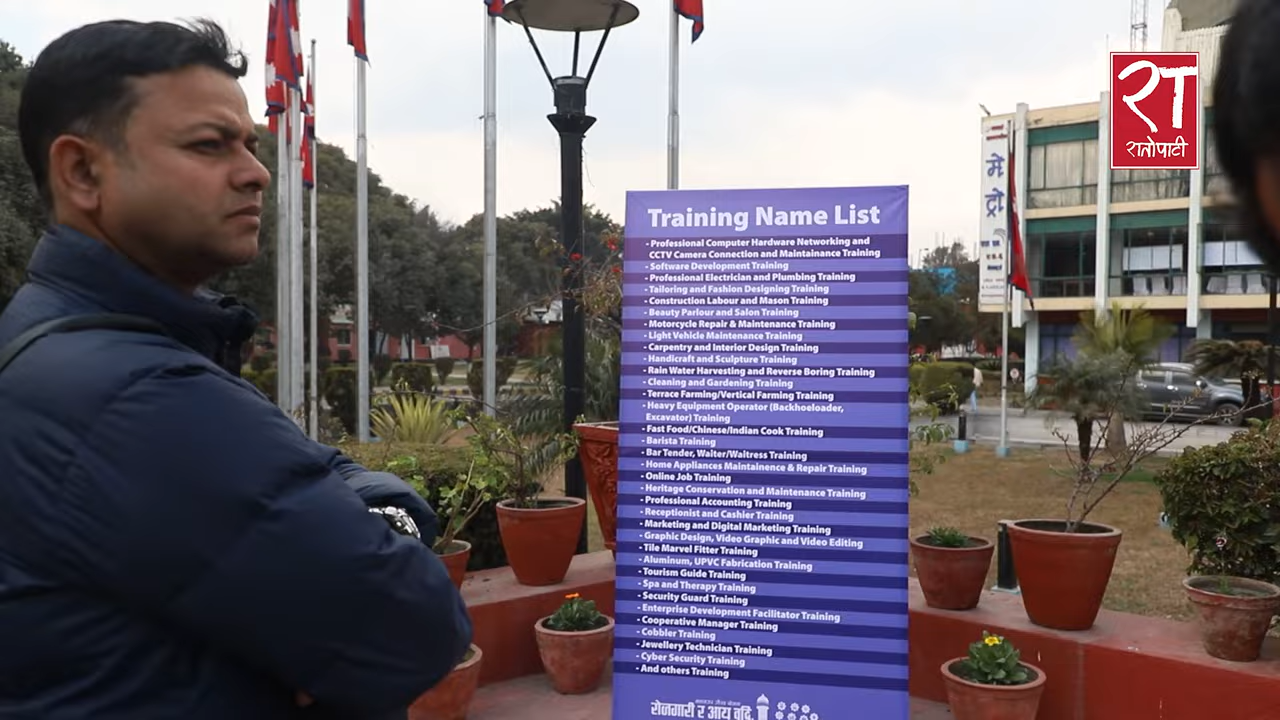 रा
रातोपाटी
मेट्रो
Training Name List
- Professional Computer Hardware Networking and
CCTV Camera Connection and Maintainance Training
- Software Development Training
- Professional Electrician and Plumbing Training
- Tailoring and Fashion Designing Training
- Construction Labour and Mason Training
- Beauty Parlour and Salon Training
- Motorcycle Repair & Maintenance Training
- Light Vehicle Maintenance Training
- Carpentry and Interior Design Training
- Handicraft and Sculpture Training
- Rain Water Harvesting and Reverse Boring Training
- Cleaning and Gardening Training
- Terrace Farming/Vertical Farming Training
- Heavy Equipment Operator (Backhoeloader,
Excavator) Training
- Fast Food/Chinese/Indian Cook Training
- Barista Training
- Bar Tender, Waiter/Waitress Training
- Home Appliances Maintainence & Repair Training
- Online Job Training
- Heritage Conservation and Maintenance Training
- Professional Accounting Training
- Receptionist and Cashier Training
- Marketing and Digital Marketing Training
- Graphic Design, Video Graphic and Video Editing
- Tile Marvel Fitter Training
- Aluminum, UPVC Fabrication Training
- Tourism Guide Training
- Spa and Therapy Training
- Security Guard Training
- Enterprise Development Facilitator Training
- Cooperative Manager Training
- Cobbler Training
- Jewellery Technician Training
- Cyber Security Training
- And others Training
रोजगारी र आय वृद्धि